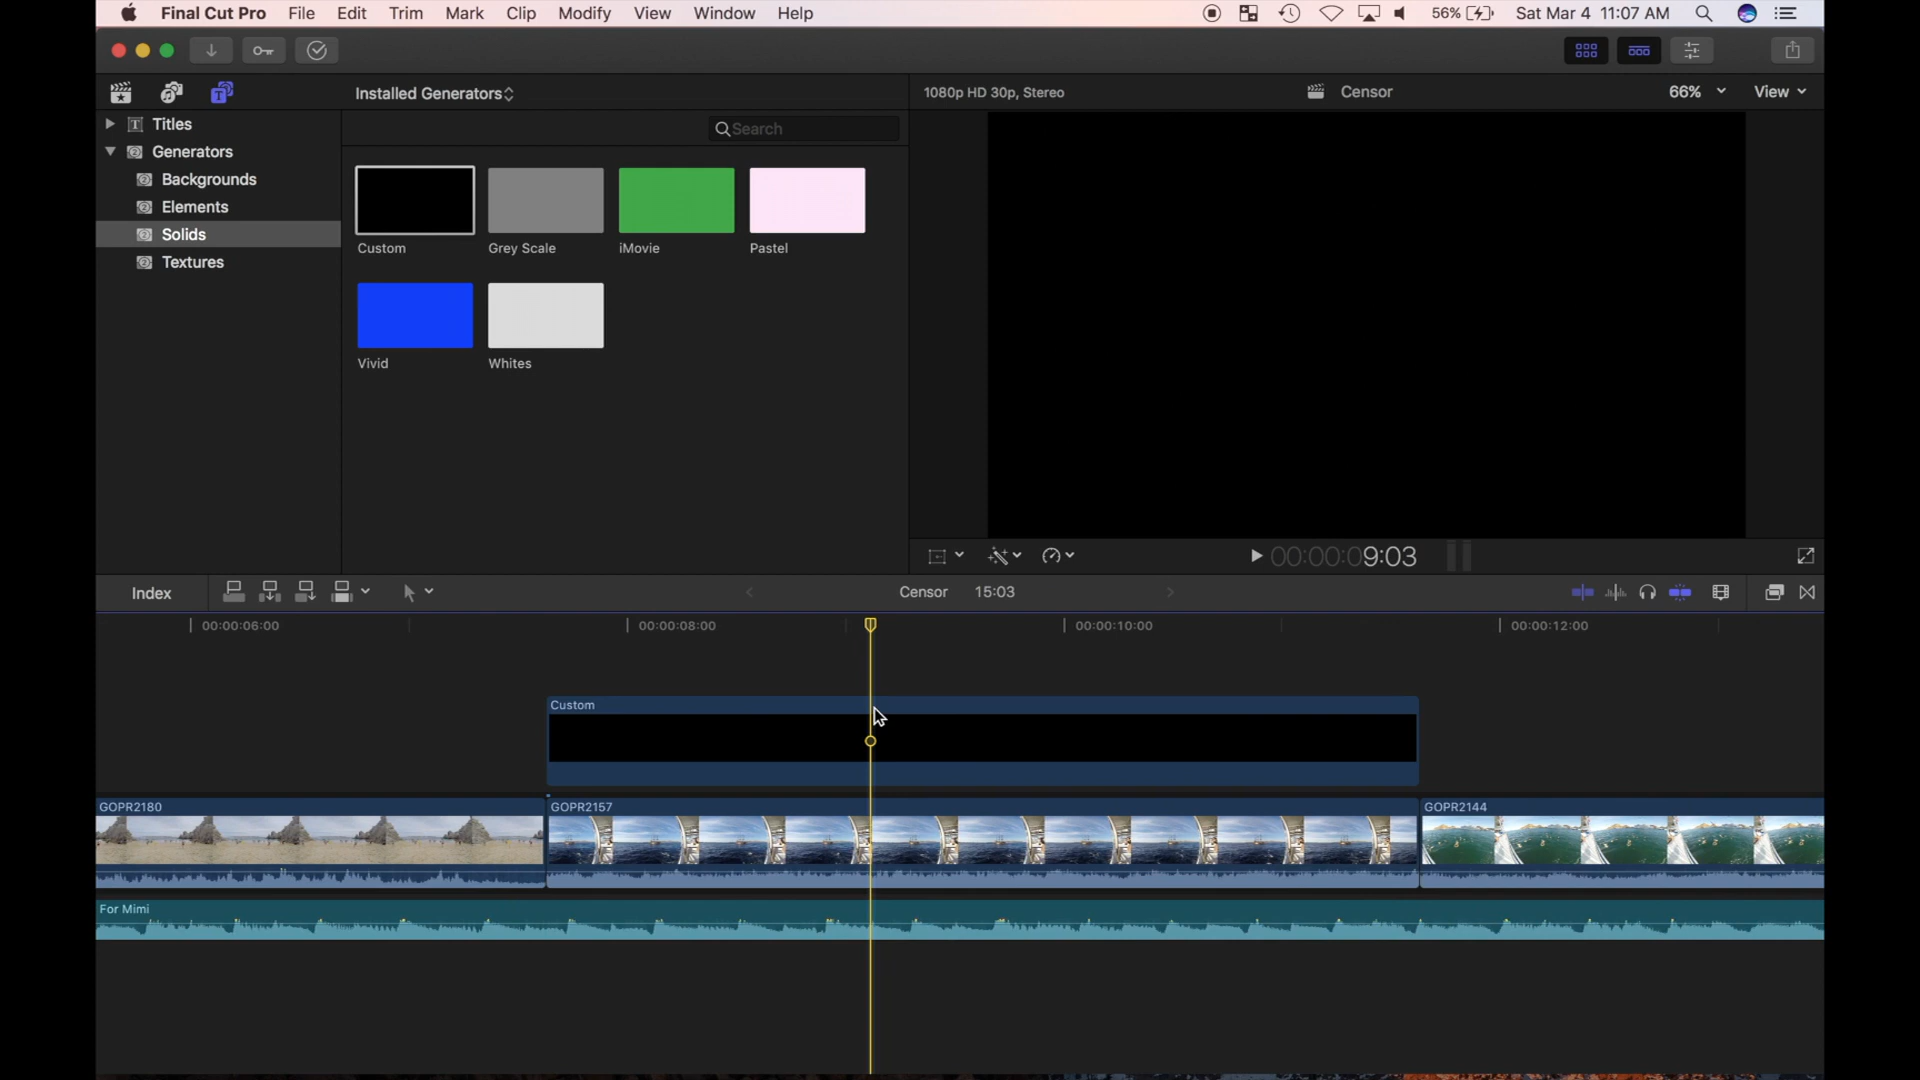 Final Cut Pro File Edit Trim Mark Clip Modify View Window Help 56% Sat Mar 4 11:07 AM
Installed Generators 1080p HD 30p, Stereo Censor 66% View
Titles
Search
Generators
Backgrounds
Elements
Solids
Textures
Custom Grey Scale iMovie Pastel
Vivid Whites
00:00:09:03
Index Censor 15:03
00:00:06:00 00:00:08:00 00:00:10:00 00:00:12:00
Custom
GOPR2180 GOPR2157 GOPR2144
For Mimi